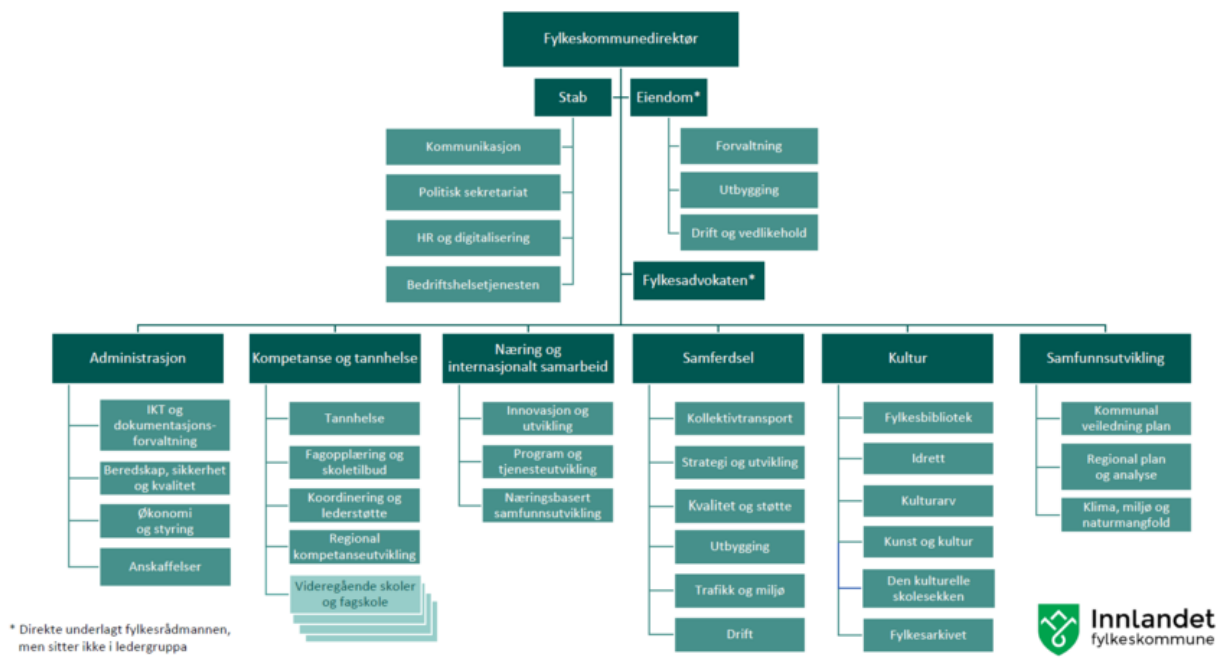 Fylkeskommunedirektør
Stab
Eiendom*
Kommunikasjon
Politisk sekretariat
HR og digitalisering
Bedriftshelsetjenesten
Forvaltning
Utbygging
Drift og vedlikehold
Fylkesadvokaten*
Administrasjon
IKT og
dokumentasjons-
forvaltning
Beredskap, sikkerhet
og kvalitet
Økonomi
og styring
Anskaffelser
Kompetanse og tannhelse
Tannhelse
Fagopplæring og
skoletilbud
Koordinering og
lederstøtte
Regional
kompetanseutvikling
Videregående skoler
og fagskole
Næring og
internasjonalt samarbeid
Innovasjon og
utvikling
Program og
tjenesteutvikling
Næringsbasert
samfunnsutvikling
Samferdsel
Kollektivtransport
Strategi og utvikling
Kvalitet og støtte
Utbygging
Trafikk og miljø
Drift
Kultur
Fylkesbibliotek
Idrett
Kulturarv
Kunst og kultur
Den kulturelle
skolesekken
Fylkesarkivet
Samfunnsutvikling
Kommunal
veiledning plan
Regional plan
og analyse
Klima, miljø og
naturmangfold
* Direkte underlagt fylkesrådmannen,
men sitter ikke i ledergruppa
Innlandet
fylkeskommune